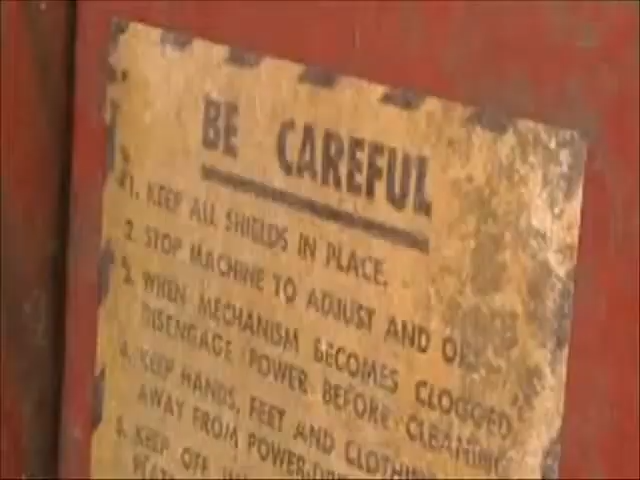 BE CAREFUL
1. KEEP ALL SHIELDS IN PLACE.
2. STOP MACHINE TO ADJUST AND
3. WHEN MECHANISM BECOMES CLOGGED
DISENGAGE POWER BEFORE CLEANING
4. KEEP HANDS, FEET AND
AWAY FROM
5. KEEP OFF